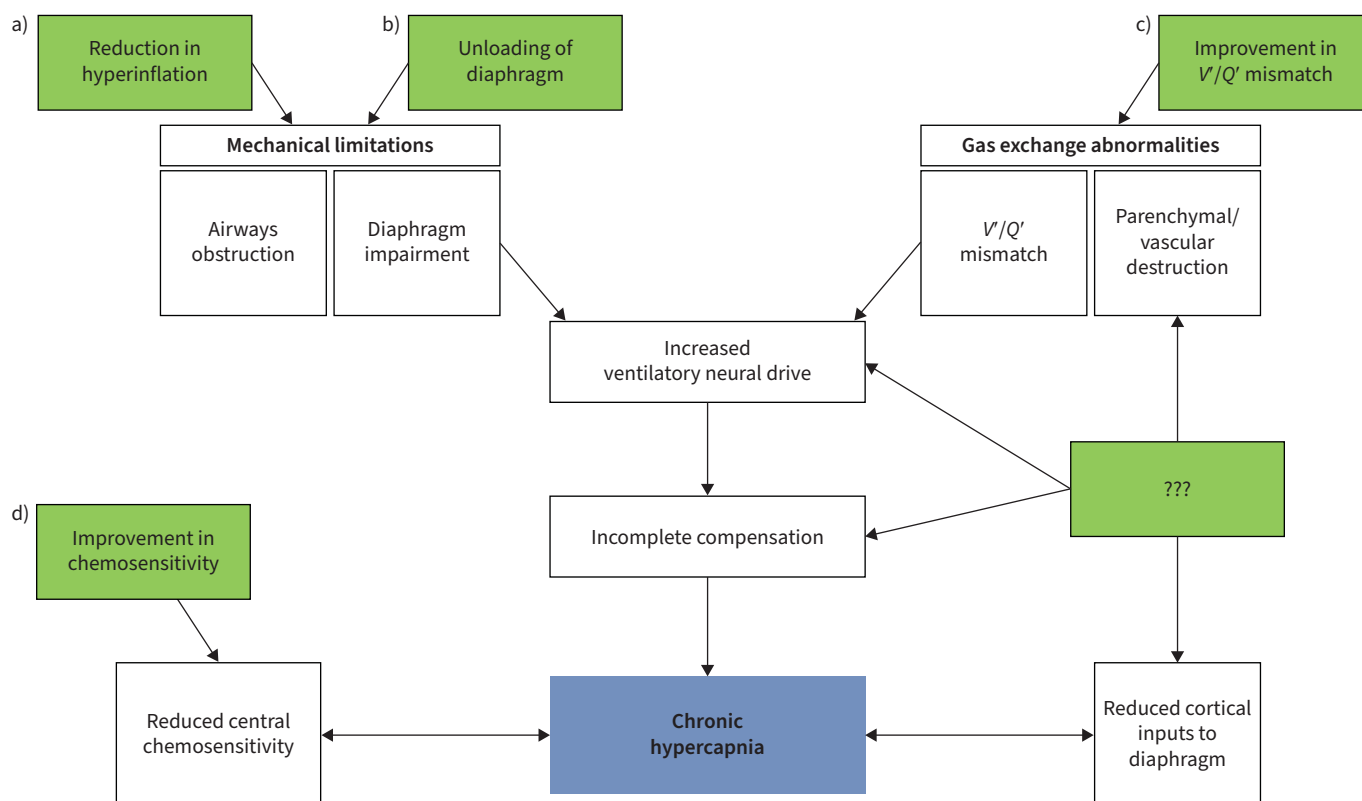 a)
Reduction in
hyperinflation
b)
Unloading of
diaphragm
c)
Improvement in
V′/Q′ mismatch
Mechanical limitations
Gas exchange abnormalities
Airways
obstruction
Diaphragm
impairment
V′/Q′
mismatch
Parenchymal/
vascular
destruction
Increased
ventilatory neural drive
???
d)
Improvement in
chemosensitivity
Incomplete compensation
Reduced central
chemosensitivity
Chronic
hypercapnia
Reduced cortical
inputs to
diaphragm